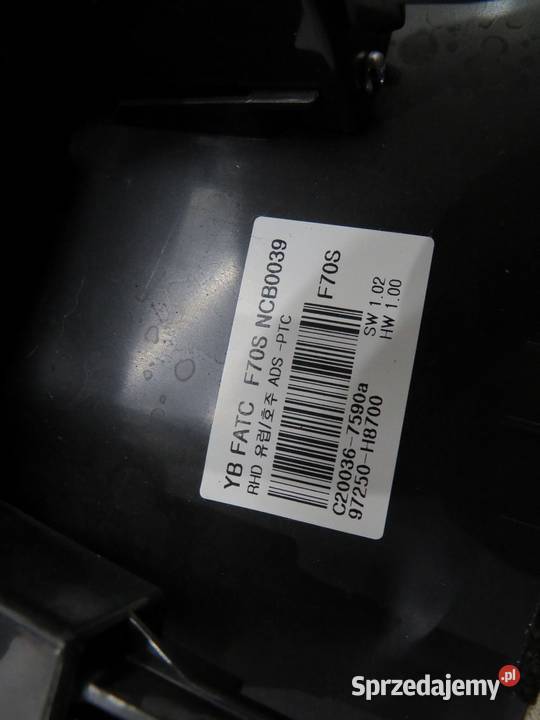 YB FATC F70S NCB0039
RHD 유럽/호주 ADS -PTC
F70S
C20036-7590a
SW 1.02
97250-H8700
HW 1.00
Sprzedajemy.pl